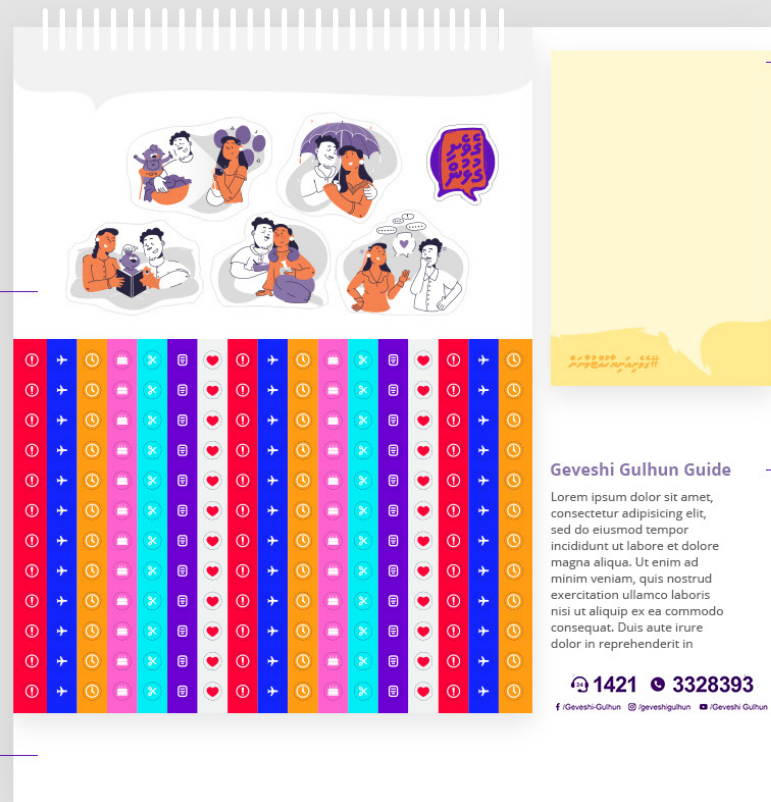 Geveshi Gulhun Guide
Lorem ipsum dolor sit amet,
consectetur adipisicing elit,
sed do eiusmod tempor
incididunt ut labore et dolore
magna aliqua. Ut enim ad
minim veniam, quis nostrud
exercitation ullamco laboris
nisi ut aliquip ex ea commodo
consequat. Duis aute irure
dolor in reprehenderit in
1421 3328393
/Geveshi-Gulhun /geveshigulhun /Geveshi Gulhun